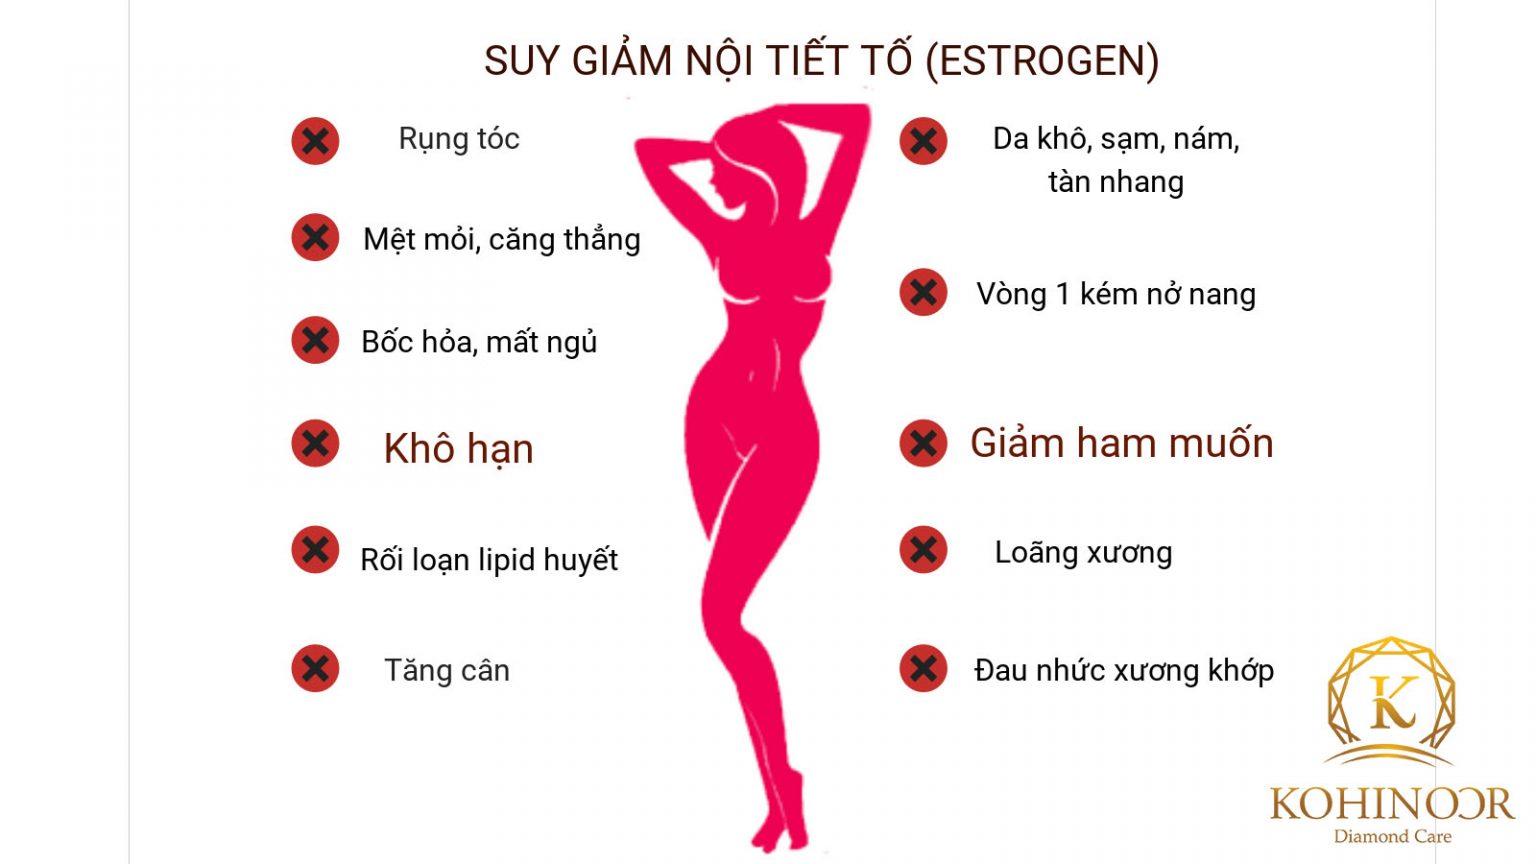 SUY GIẢM NỘI TIẾT TỐ (ESTROGEN)
Rụng tóc
Mệt mỏi, căng thẳng
Bốc hỏa, mất ngủ
Khô hạn
Rối loạn lipid huyết
Tăng cân
Da khô, sạm, nám,
tàn nhang
Vòng 1 kém nở nang
Giảm ham muốn
Loãng xương
Đau nhức xương khớp
K
KOHINOOR
Diamond Care